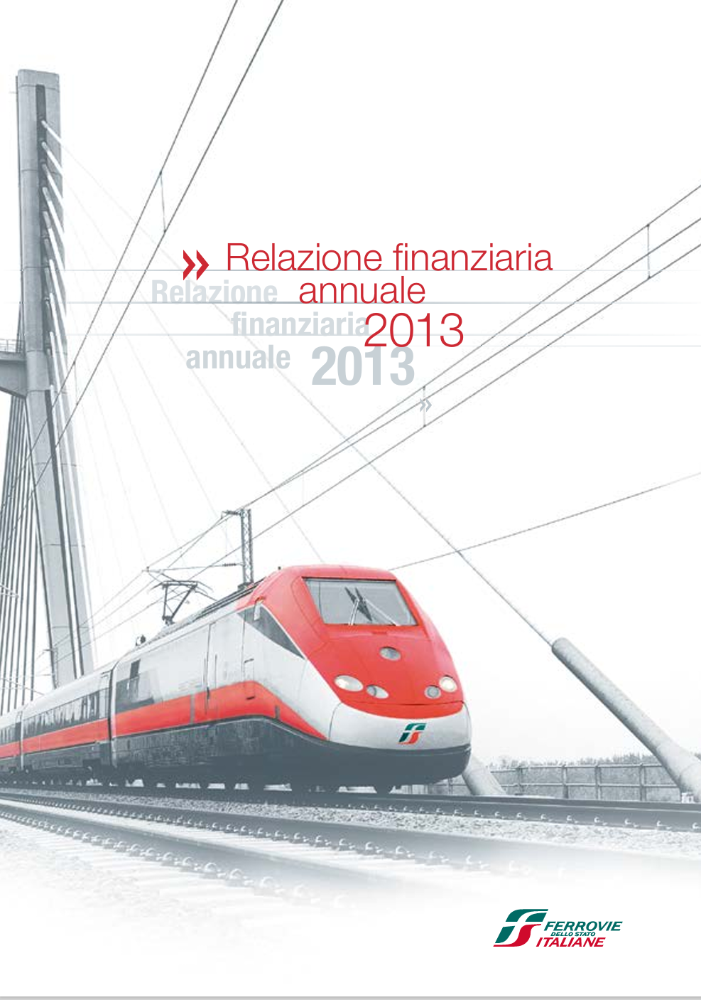 » Relazione finanziaria
annuale
2013
Relazione
finanziaria
annuale 2013
»
FERROVIE
DELLO STATO
ITALIANE